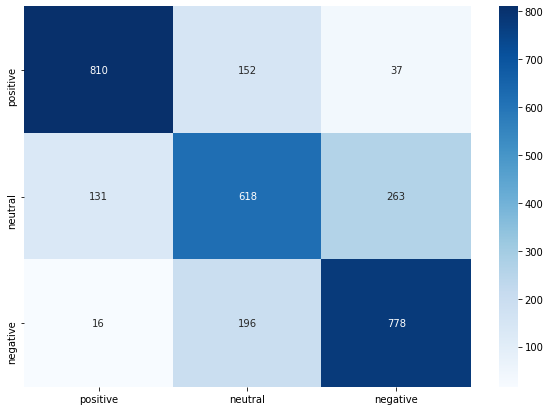 800
positive
810
152
37
700
600
500
neutral
131
618
263
400
300
negative
16
196
778
200
100
positive
neutral
negative